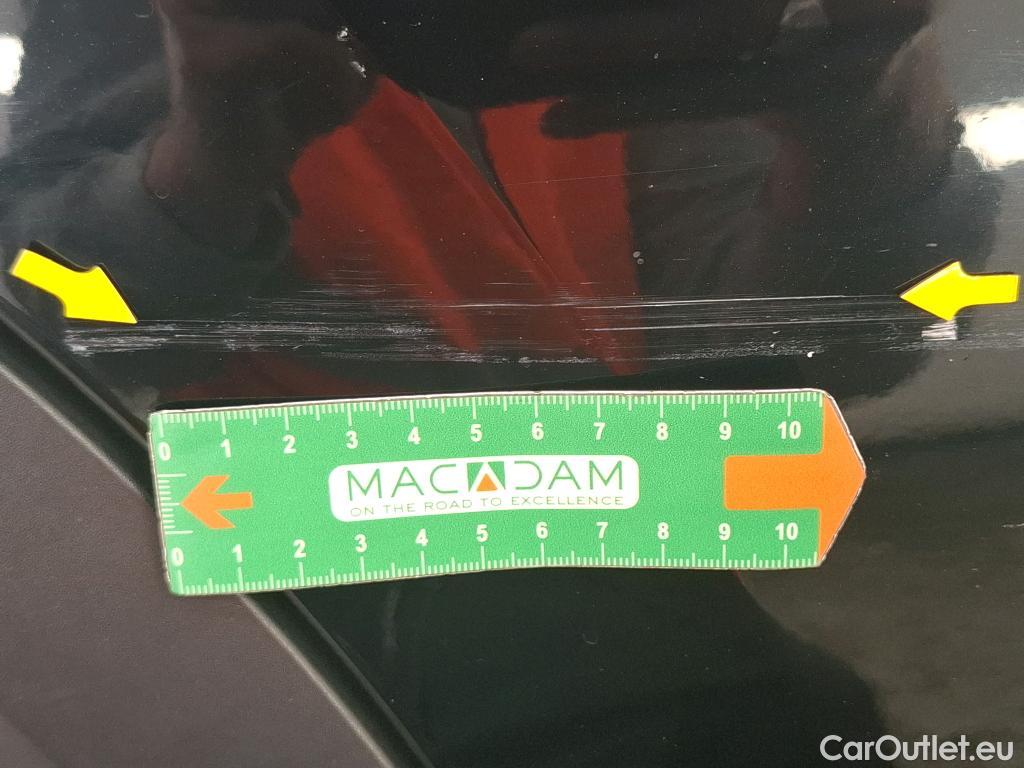 0 1 2 3 4 5 6 7 8 9 10
MACADAM
ON THE ROAD TO EXCELLENCE
0 1 2 3 4 5 6 7 8 9 10
CarOutlet.eu